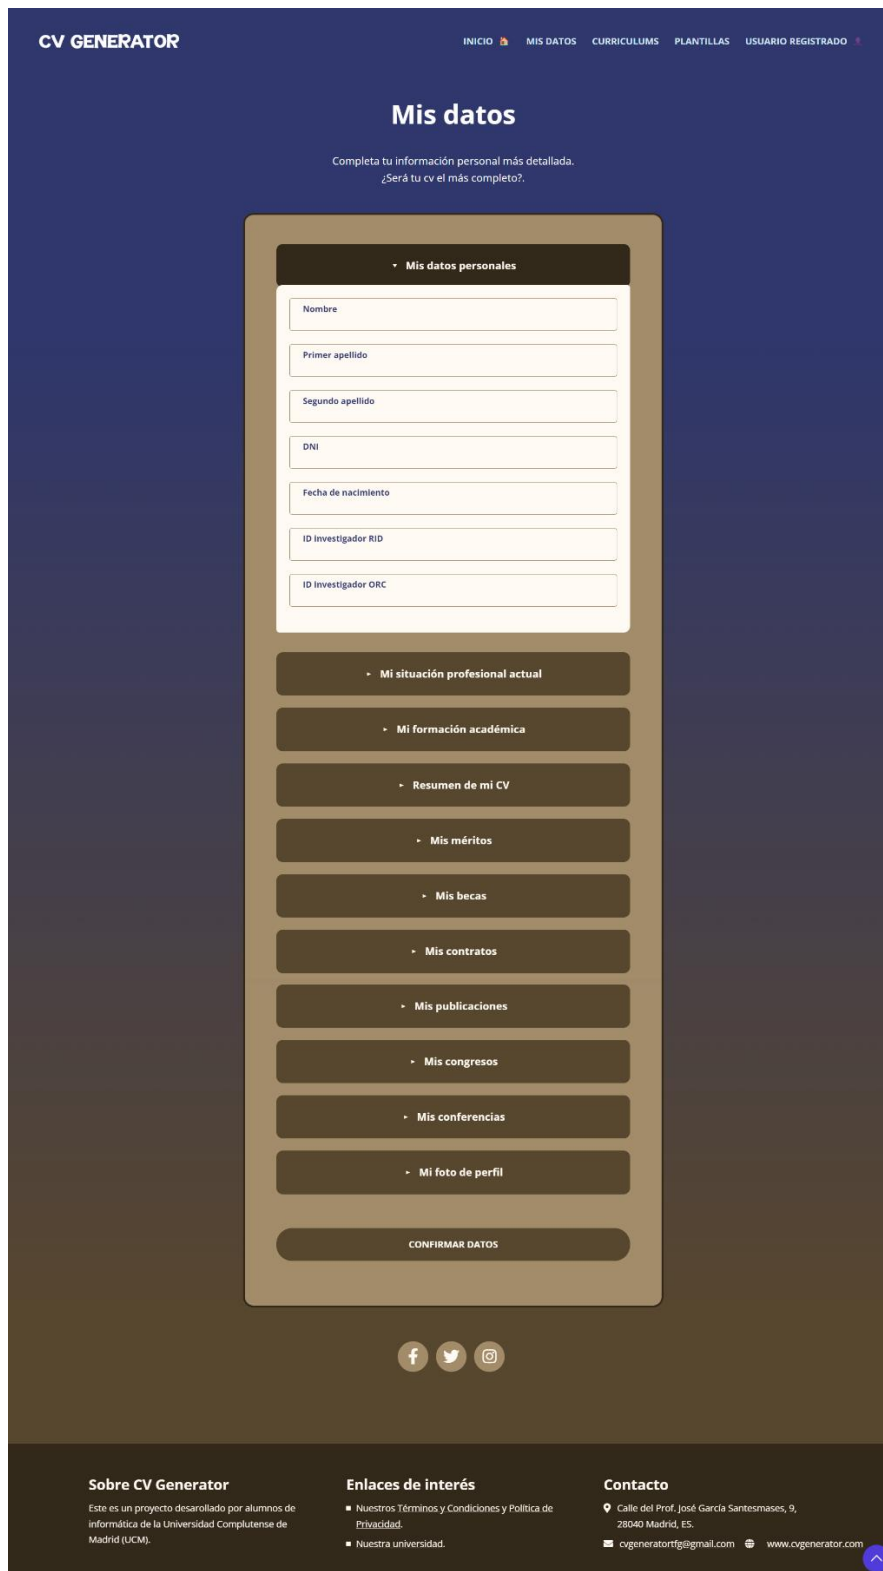 CV GENERATOR
INICIO MIS DATOS CURRICULUMS PLANTILLAS USUARIO REGISTRADO
Mis datos
Completa tu información personal más detallada.
¿Será tu cv el más completo?.
Mis datos personales
Nombre
Primer apellido
Segundo apellido
DNI
Fecha de nacimiento
ID investigador RID
ID Investigador ORC
Mi situación profesional actual
Mi formación académica
Resumen de mi CV
Mis méritos
Mis becas
Mis contratos
Mis publicaciones
Mis congresos
Mis conferencias
Mi foto de perfil
CONFIRMAR DATOS
Sobre CV Generator
Este es un proyecto desarollado por alumnos de
informática de la Universidad Complutense de
Madrid (UCM).
Enlaces de interés
Nuestros Términos y Condiciones y Política de
Privacidad.
Nuestra universidad.
Contacto
Calle del Prof. José García Santesmases, 9,
28040 Madrid, ES.
cvgeneratortfg@gmail.com www.cvgenerator.com